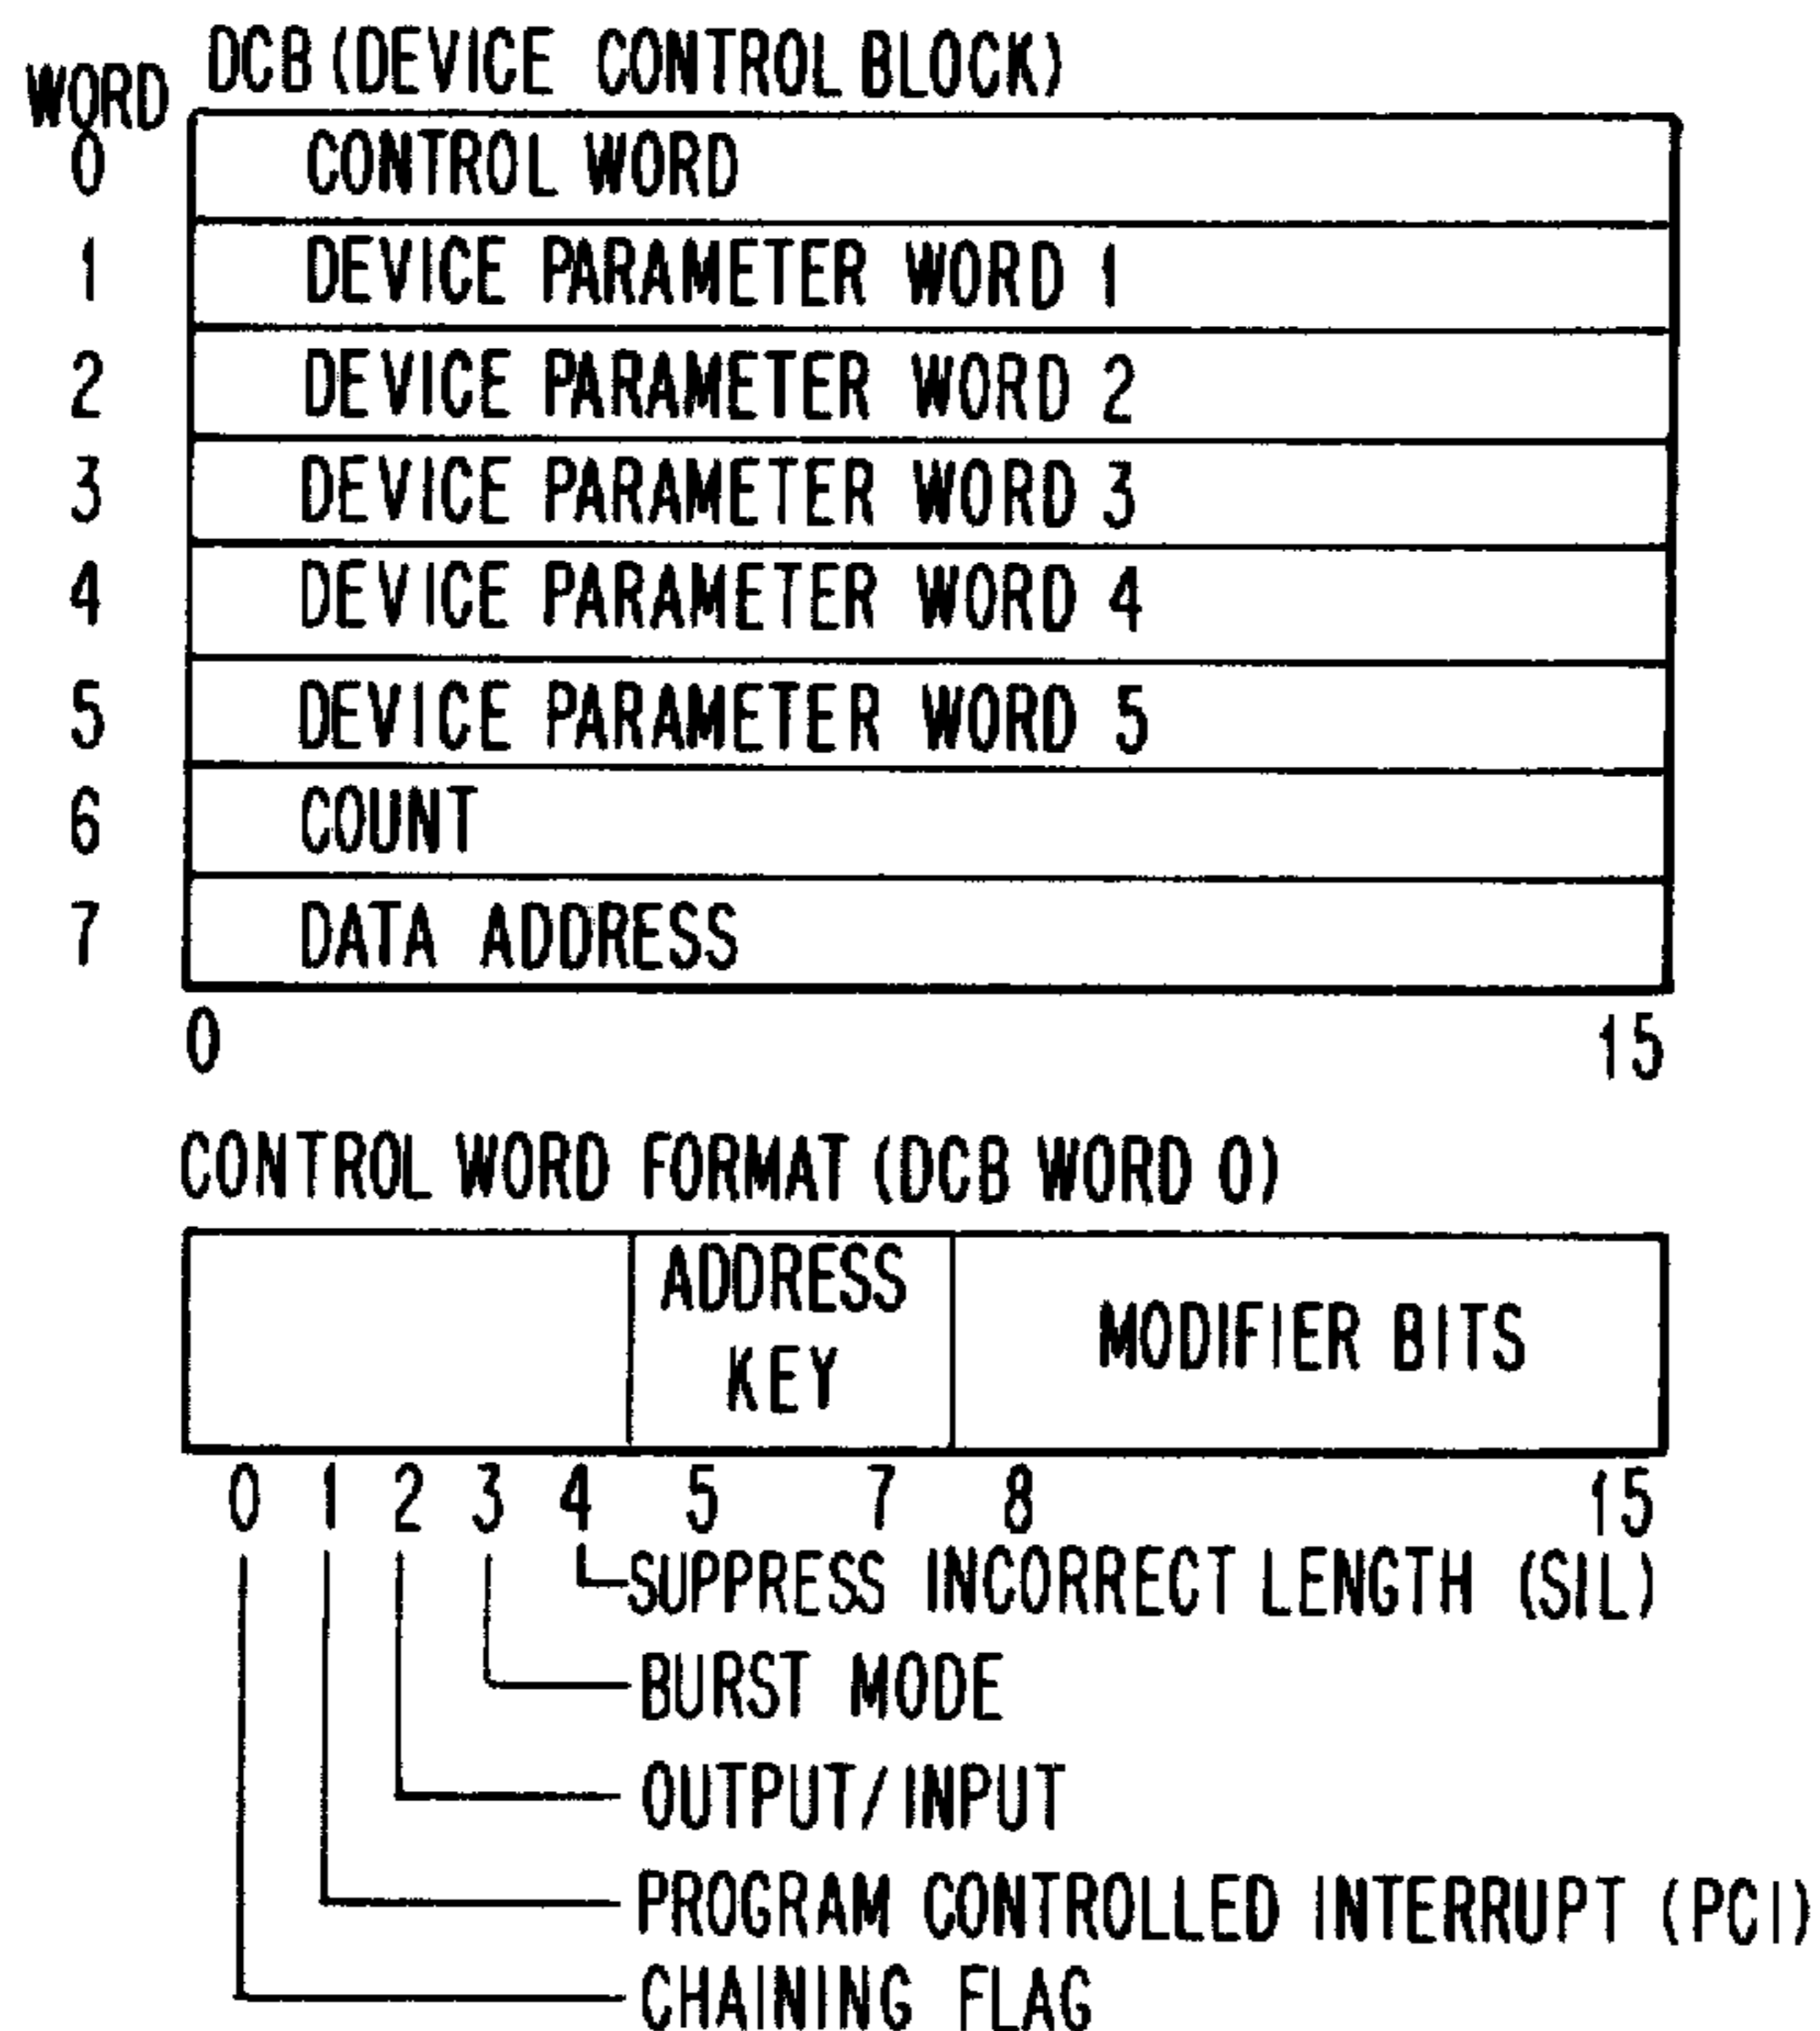 DCB (DEVICE CONTROL BLOCK)
WORD
0 CONTROL WORD
1 DEVICE PARAMETER WORD 1
2 DEVICE PARAMETER WORD 2
3 DEVICE PARAMETER WORD 3
4 DEVICE PARAMETER WORD 4
5 DEVICE PARAMETER WORD 5
6 COUNT
7 DATA ADDRESS
0 15
CONTROL WORD FORMAT (DCB WORD 0)
ADDRESS
KEY
MODIFIER BITS
0 1 2 3 4 5 7 8 15
SUPPRESS INCORRECT LENGTH (SIL)
BURST MODE
OUTPUT/INPUT
PROGRAM CONTROLLED INTERRUPT (PCI)
CHAINING FLAG